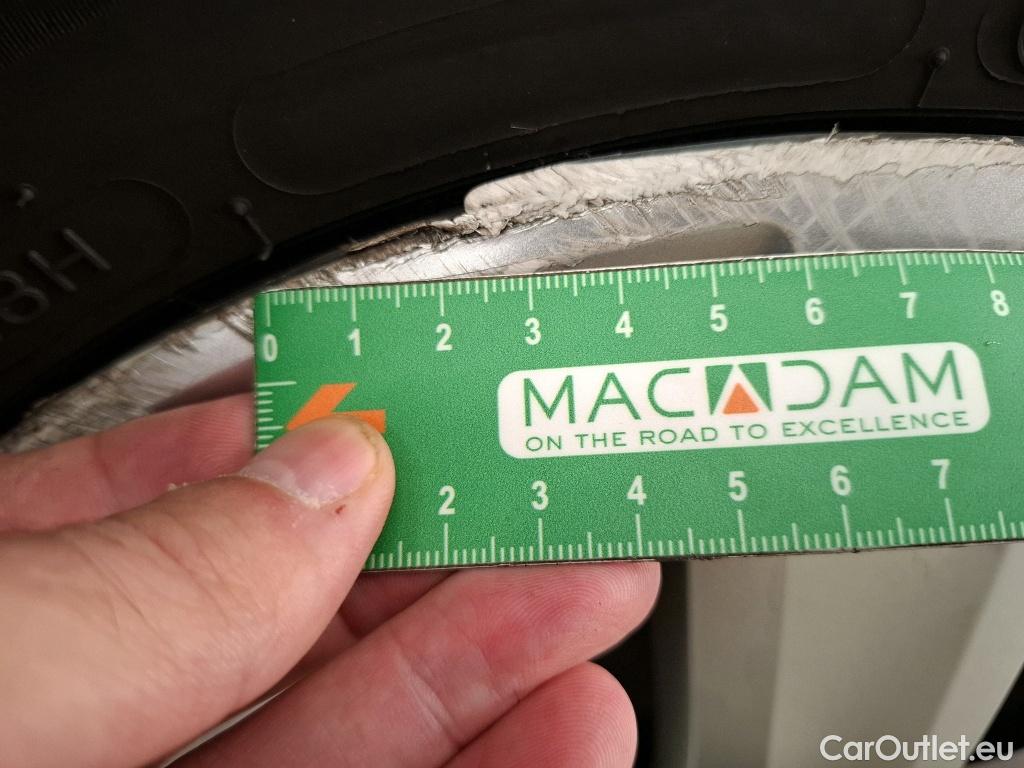 8H
0 1 2 3 4 5 6 7 8
MACADAM
ON THE ROAD TO EXCELLENCE
2 3 4 5 6 7
CarOutlet.eu